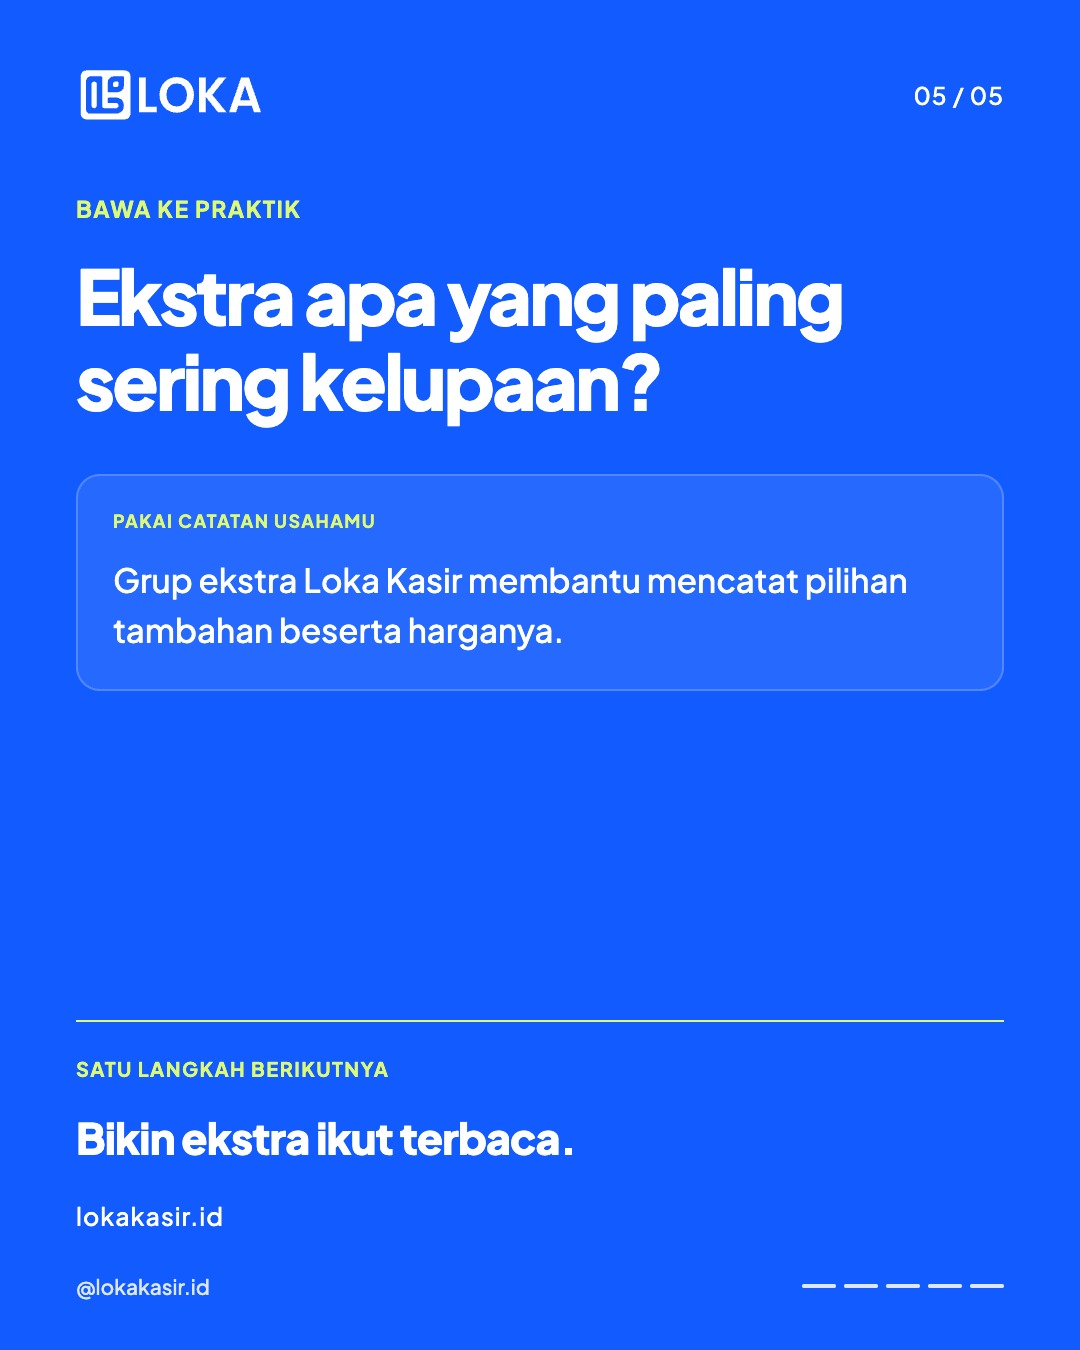 LOKA
05 / 05
BAWA KE PRAKTIK
Ekstra apa yang paling
sering kelupaan?
PAKAI CATATAN USAHAMU
Grup ekstra Loka Kasir membantu mencatat pilihan
tambahan beserta harganya.
SATU LANGKAH BERIKUTNYA
Bikin ekstra ikut terbaca.
lokakasir.id
@lokakasir.id